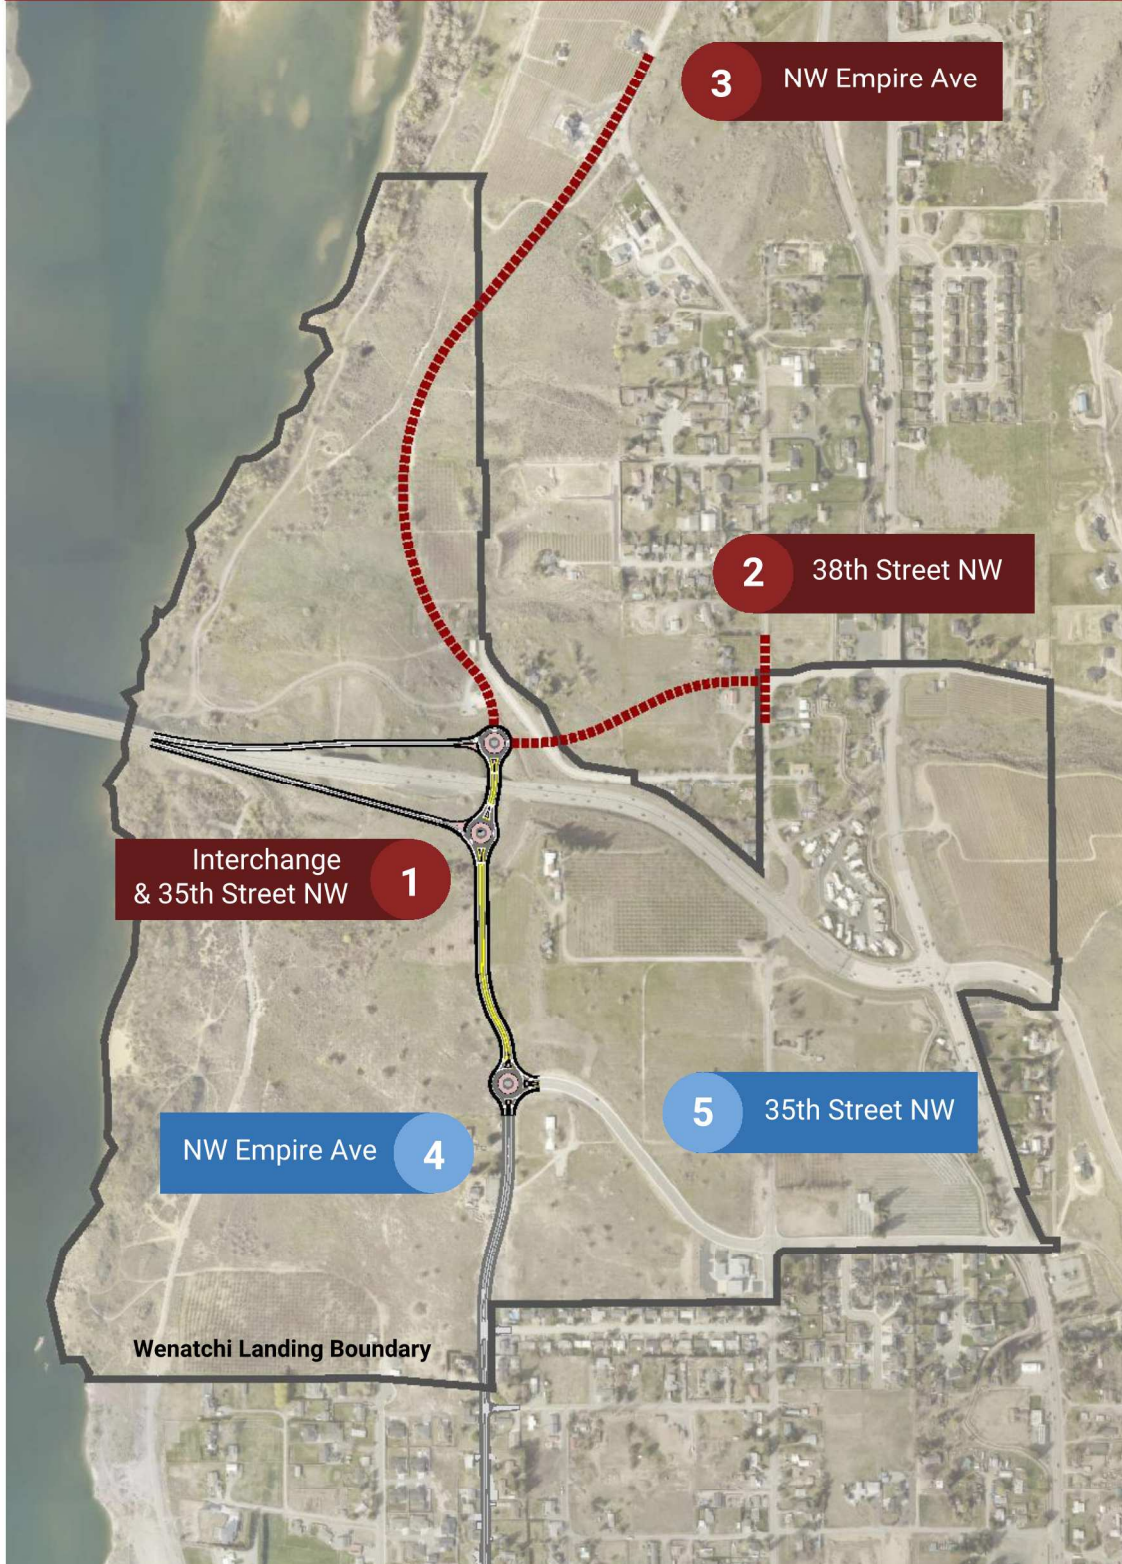 3
NW Empire Ave
2
38th Street NW
Interchange
& 35th Street NW
1
5
35th Street NW
NW Empire Ave
4
Wenatchi Landing Boundary